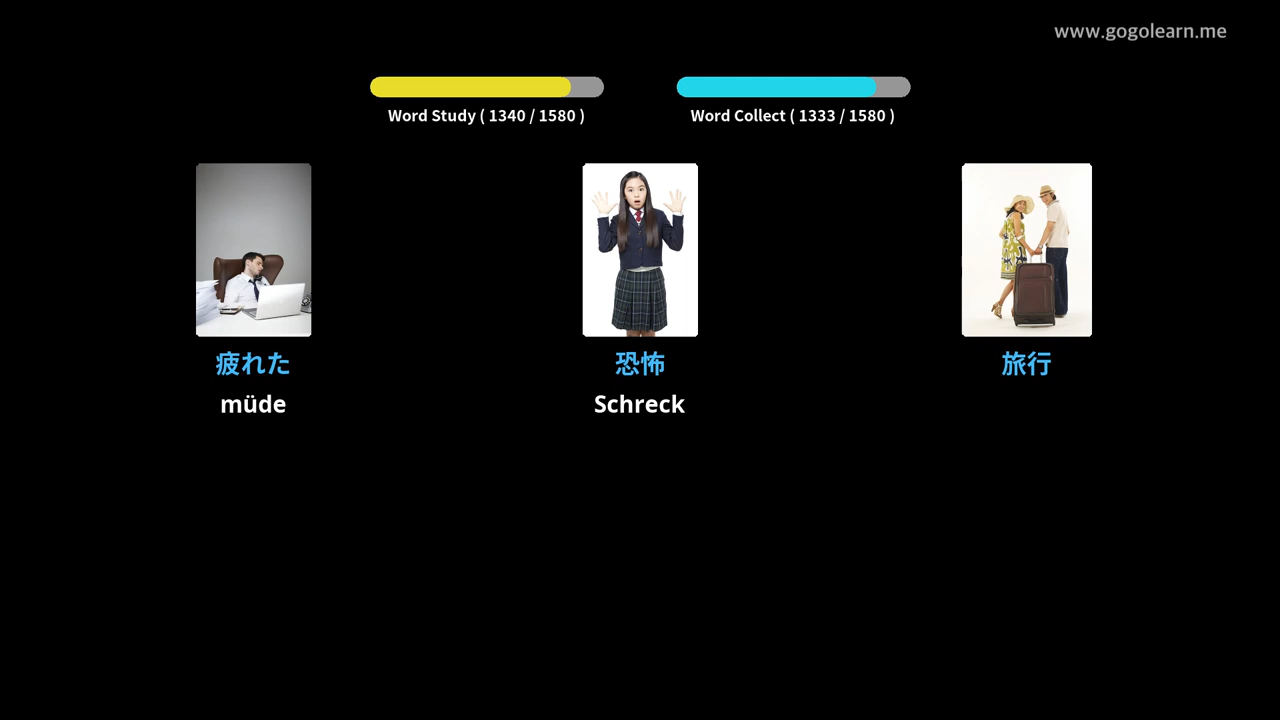 www.gogolearn.me
Word Study ( 1340 / 1580 )
Word Collect ( 1333 / 1580 )
疲れた
恐怖
旅行
müde
Schreck